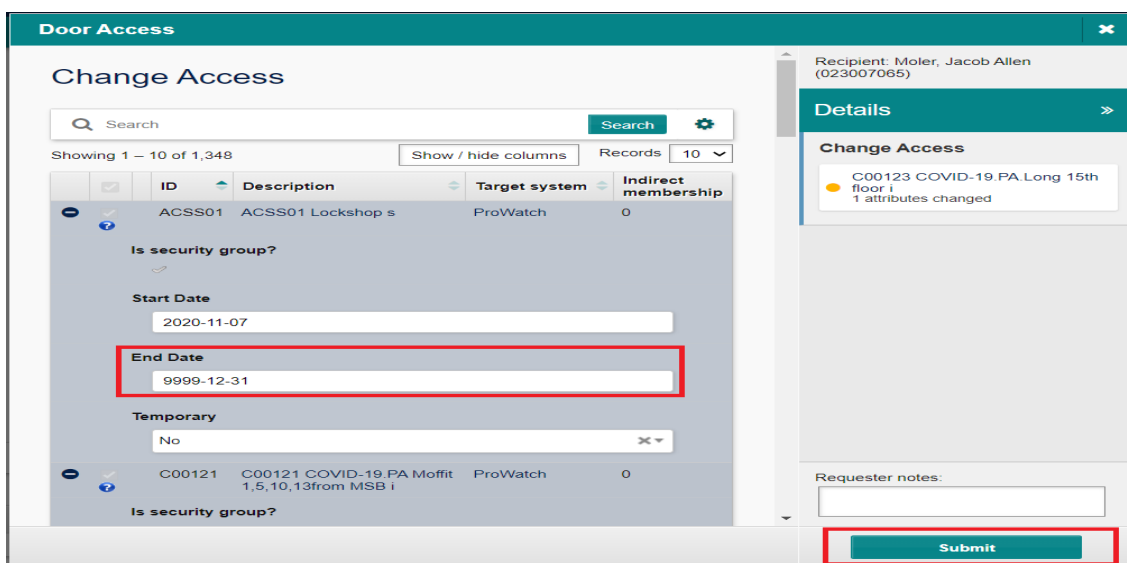 Door Access
Change Access
Search
Search
Showing 1 – 10 of 1,348
Show / hide columns
Records
10
ID
Description
Target system
Indirect
membership
ACSS01
ACSS01 Lockshop s
ProWatch
0
Is security group?
Start Date
2020-11-07
End Date
9999-12-31
Temporary
No
C00121
C00121 COVID-19.PA Moffit
1,5,10,13from MSB i
ProWatch
0
Is security group?
Recipient: Moler, Jacob Allen
(023007065)
Details
Change Access
C00123 COVID-19.PA.Long 15th
floor i
1 attributes changed
Requester notes:
Submit